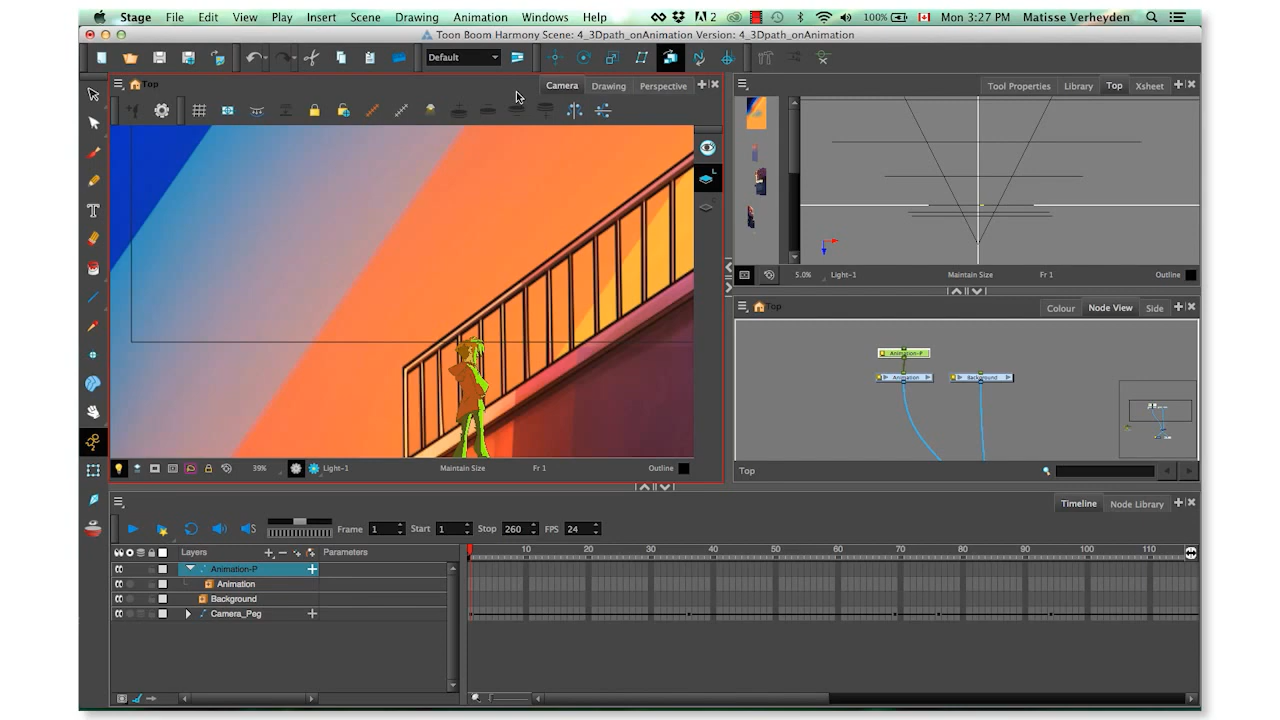 Stage File Edit View Play Insert Scene Drawing Animation Windows Help 2 100% Mon 3:27 PM Matisse Verheyden
Toon Boom Harmony Scene: 4_3Dpath_onAnimation Version: 4_3Dpath_onAnimation
Default
Top Camera Drawing Perspective
Tool Properties Library Top Xsheet
5.0% Light-1 Maintain Size Fr 1 Outline
Top Colour Node View Side
Animation-P
Animation Background
39% Light-1 Maintain Size Fr 1 Outline
Top
Timeline Node Library
Frame 1 Start 1 Stop 260 FPS 24
Layers Parameters 10 20 30 40 50 60 70 80 90 100 110
Animation-P
Animation
Background
Camera_Peg